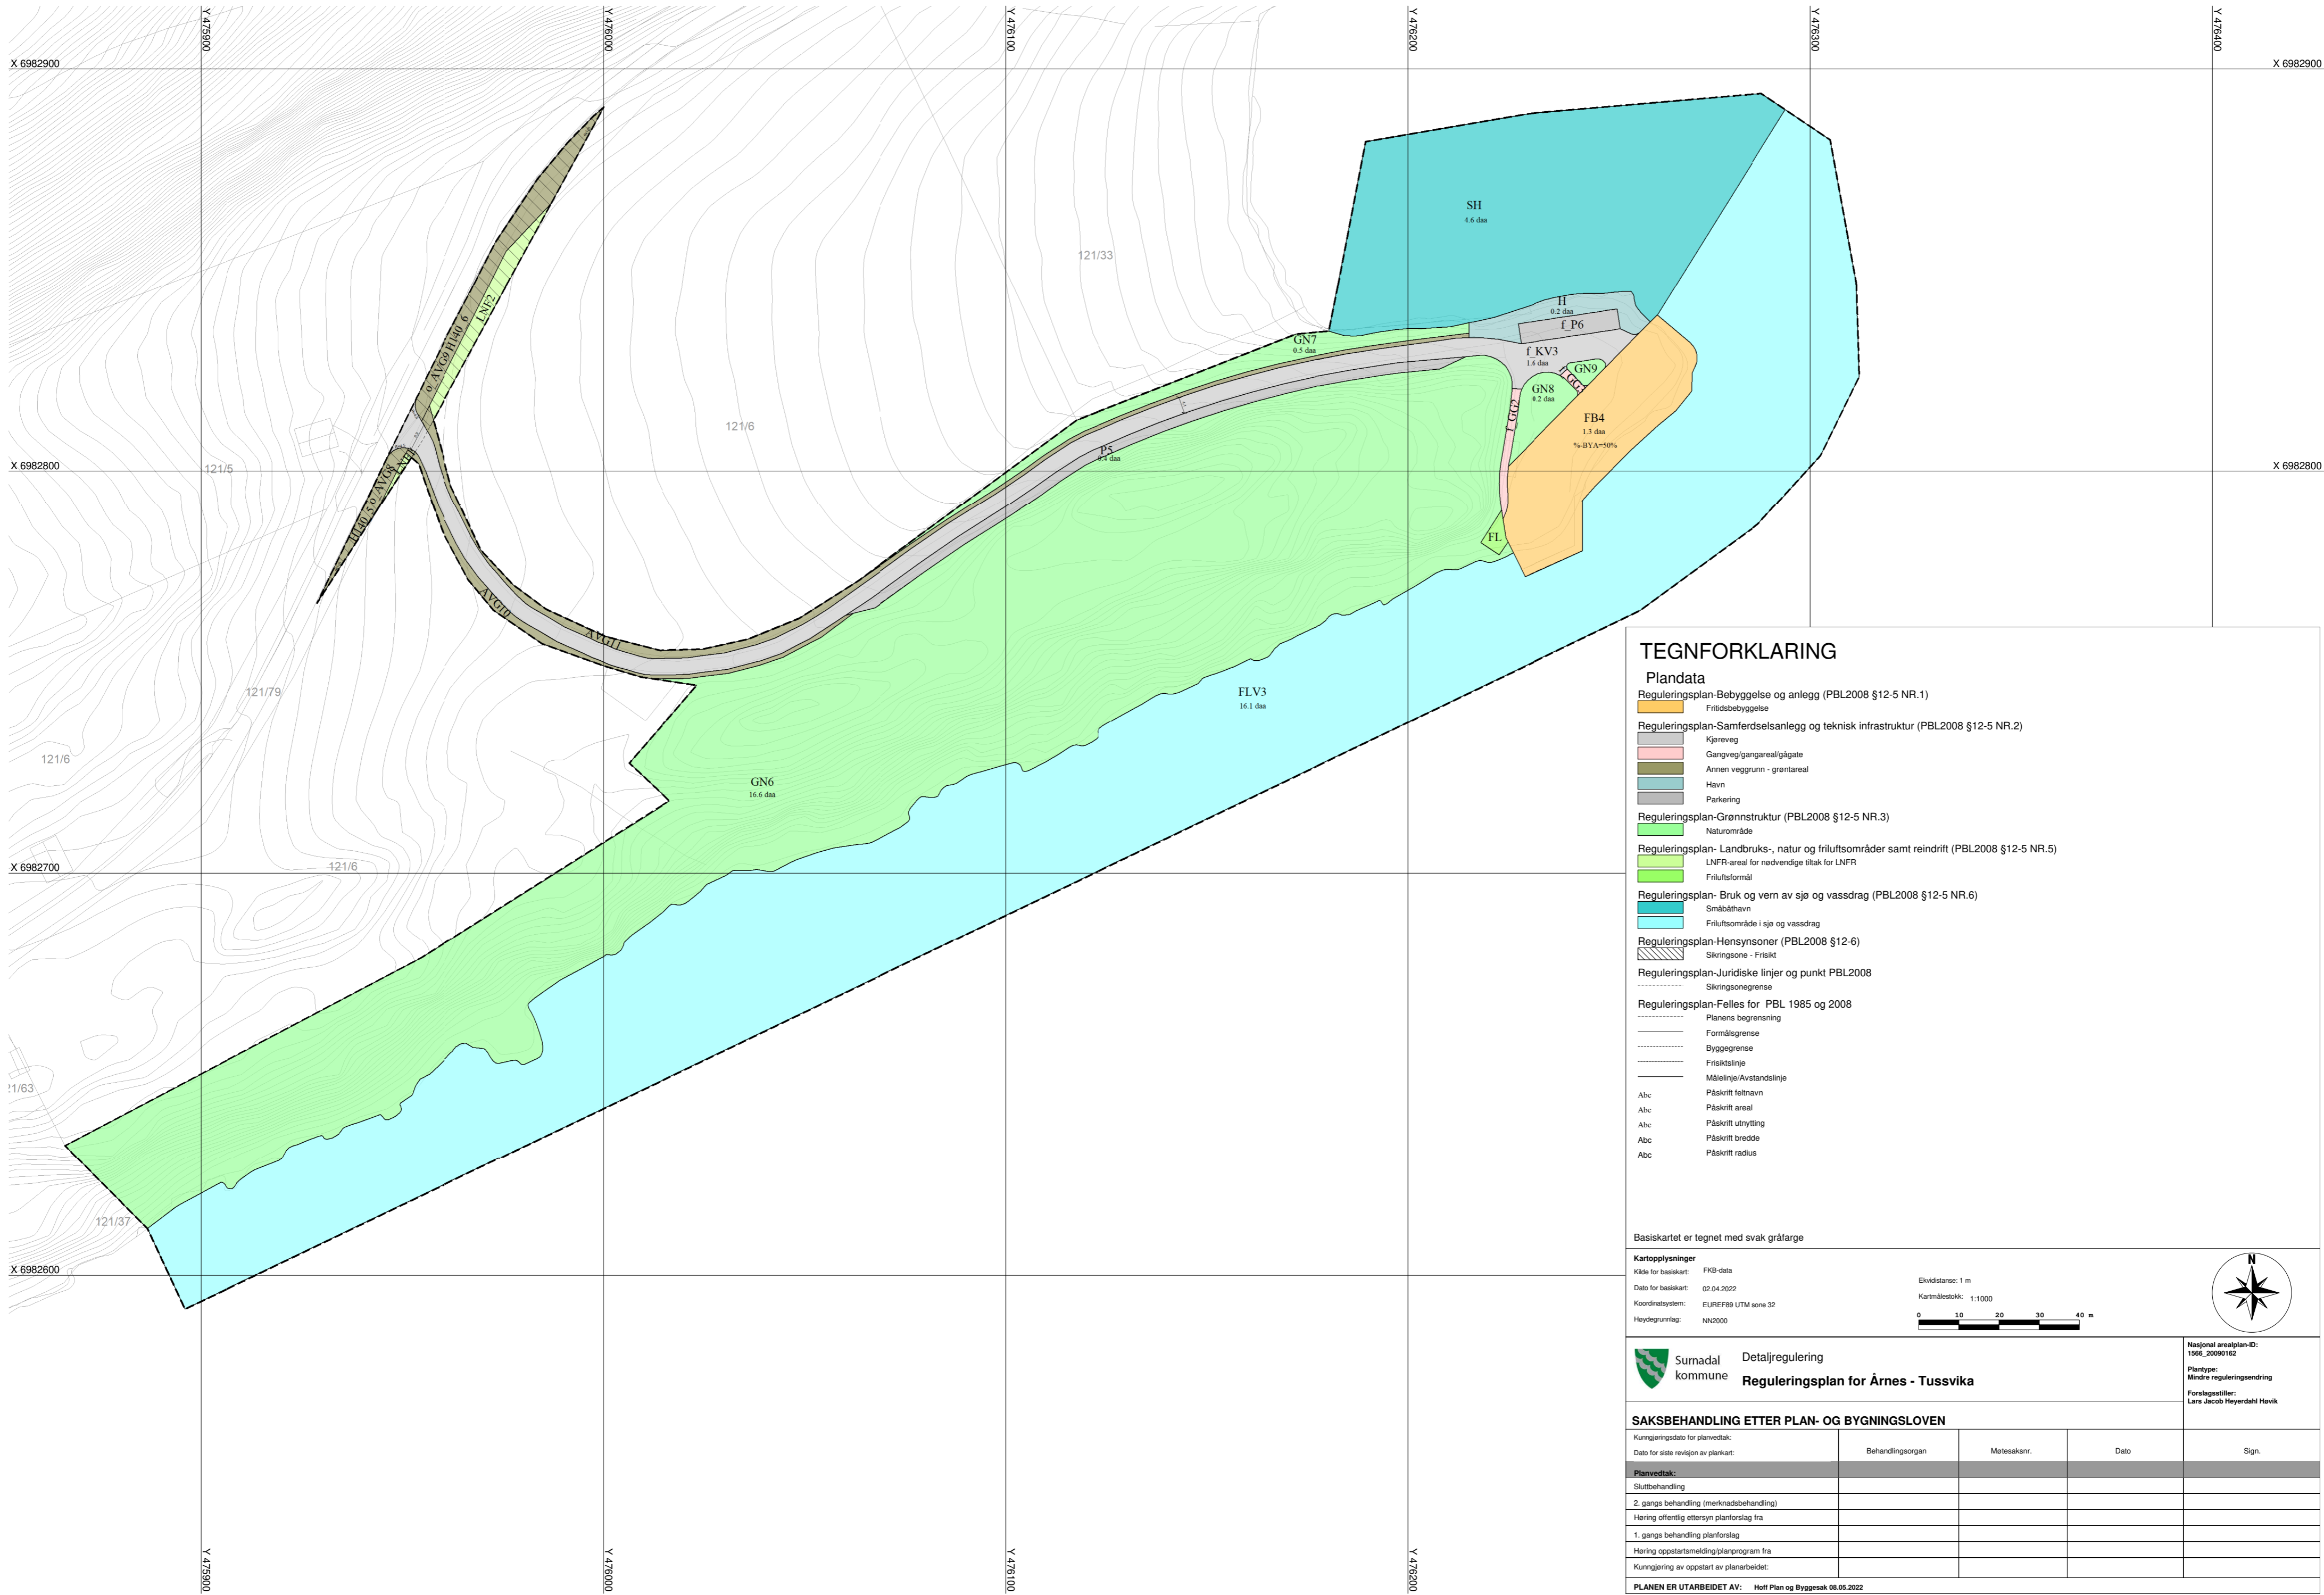 Y 475900
Y 476000
Y 476100
Y 476200
Y 476300
Y 476400
X 6982900
X 6982900
SH
4.6 daa
121/33
LNF2
H
0.2 daa
f_P6
o_AVG9 H140_6
GN7
0.5 daa
f_KV3
1.6 daa
GN9
GN8
0.2 daa
121/6
FB4
1.3 daa
%-BYA=50%
P5
0.4 daa
121/5
X 6982800
X 6982800
H140_5 o_AVG8
FL
AVG10
AVG11
121/79
FLV3
16.1 daa
121/6
GN6
16.6 daa
X 6982700
121/6
21/63
121/37
X 6982600
Y 475900
Y 476000
Y 476100
Y 476200
TEGNFORKLARING
Plandata
Reguleringsplan-Bebyggelse og anlegg (PBL2008 §12-5 NR.1)
Fritidsbebyggelse
Reguleringsplan-Samferdselsanlegg og teknisk infrastruktur (PBL2008 §12-5 NR.2)
Kjøreveg
Gangveg/gangareal/gågate
Annen veggrunn - grøntareal
Havn
Parkering
Reguleringsplan-Grønnstruktur (PBL2008 §12-5 NR.3)
Naturområde
Reguleringsplan- Landbruks-, natur og friluftsområder samt reindrift (PBL2008 §12-5 NR.5)
LNFR-areal for nødvendige tiltak for LNFR
Friluftsformål
Reguleringsplan- Bruk og vern av sjø og vassdrag (PBL2008 §12-5 NR.6)
Småbåthavn
Friluftsområde i sjø og vassdrag
Reguleringsplan-Hensynsoner (PBL2008 §12-6)
Sikringsone - Frisikt
Reguleringsplan-Juridiske linjer og punkt PBL2008
Sikringsonegrense
Reguleringsplan-Felles for PBL 1985 og 2008
Planens begrensning
Formålsgrense
Byggegrense
Frisiktslinje
Målelinje/Avstandslinje
Abc Påskrift feltnavn
Abc Påskrift areal
Abc Påskrift utnytting
Abc Påskrift bredde
Abc Påskrift radius
Basiskartet er tegnet med svak gråfarge
Kartopplysninger
Kilde for basiskart: FKB-data
Dato for basiskart: 02.04.2022
Koordinatsystem: EUREF89 UTM sone 32
Høydegrunnlag: NN2000
Ekvidistanse: 1 m
Kartmålestokk: 1:1000
0 10 20 30 40 m
N
Surnadal
kommune
Detaljregulering
Reguleringsplan for Årnes - Tussvika
Nasjonal arealplan-ID:
1566_20090162
Plantype:
Mindre reguleringsendring
Forslagsstiller:
Lars Jacob Heyerdahl Høvik
SAKSBEHANDLING ETTER PLAN- OG BYGNINGSLOVEN
Kunngjøringsdato for planvedtak:
Dato for siste revisjon av plankart:
Behandlingsorgan Møtesaksnr. Dato Sign.
Planvedtak:
Sluttbehandling
2. gangs behandling (merknadsbehandling)
Høring offentlig ettersyn planforslag fra
1. gangs behandling planforslag
Høring oppstartsmelding/planprogram fra
Kunngjøring av oppstart av planarbeidet:
PLANEN ER UTARBEIDET AV: Hoff Plan og Byggesak 08.05.2022